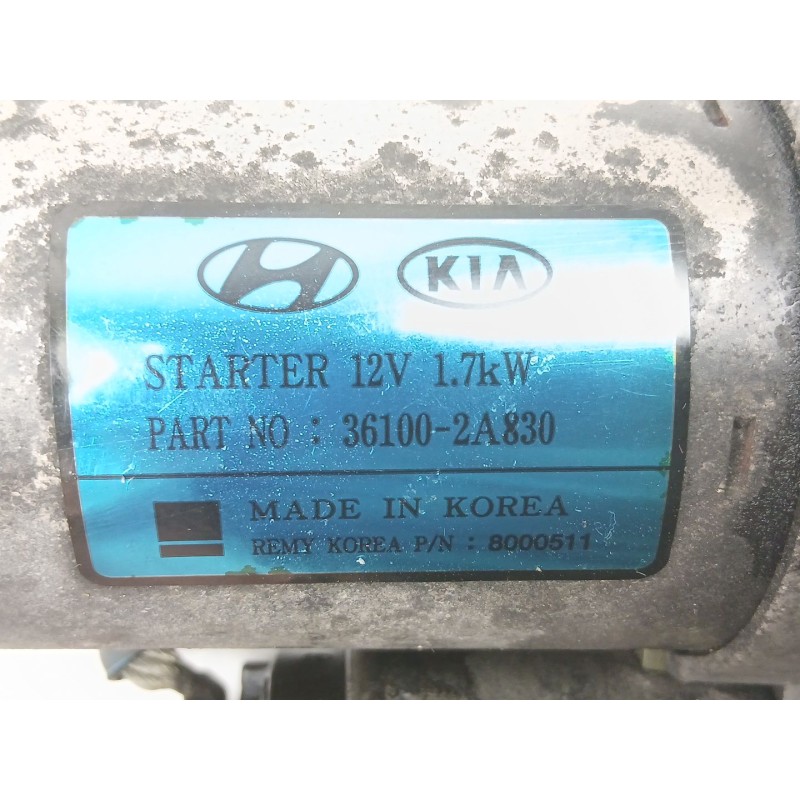 KIA
STARTER 12V 1.7kW
PART NO : 36100-2A830
MADE IN KOREA
REMY KOREA P/N : 8000511